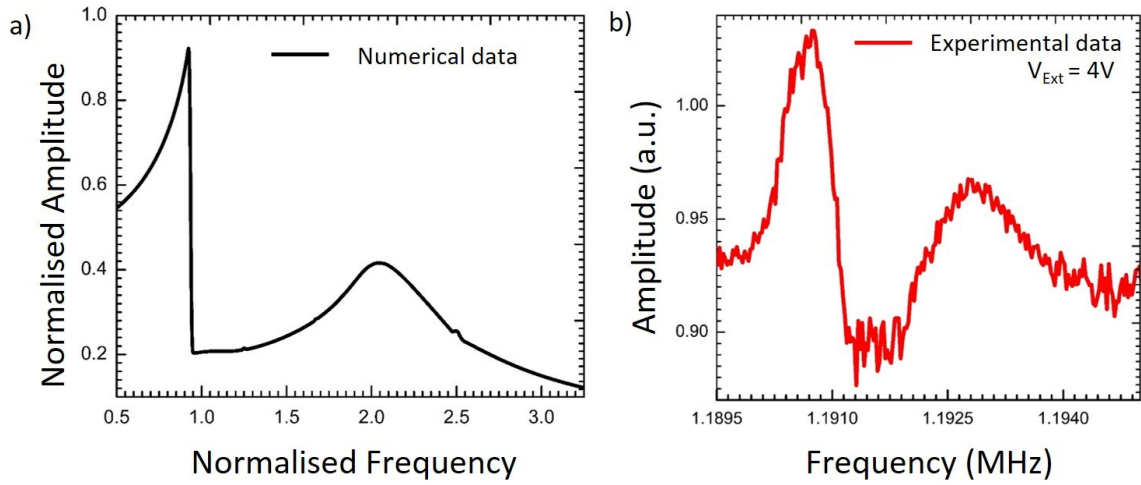 a)
Numerical data
Normalised Amplitude
1.0
0.8
0.6
0.4
0.2
0.5
1.0
1.5
2.0
2.5
3.0
Normalised Frequency
b)
Experimental data
V_Ext = 4V
Amplitude (a.u.)
1.00
0.95
0.90
1.1895
1.1910
1.1925
1.1940
Frequency (MHz)